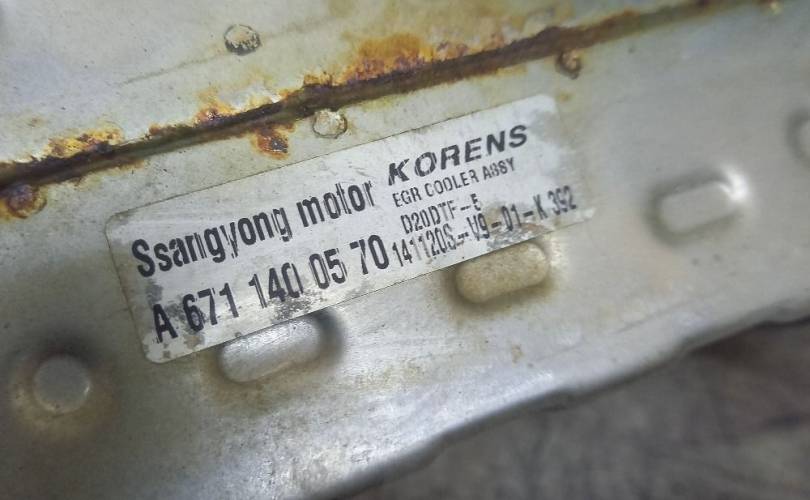 Ssangyong motor
A 671 140 05 70
KORENS
EGR COOLER ASSY
D20DTF-5
141120S-V9-01-K 392